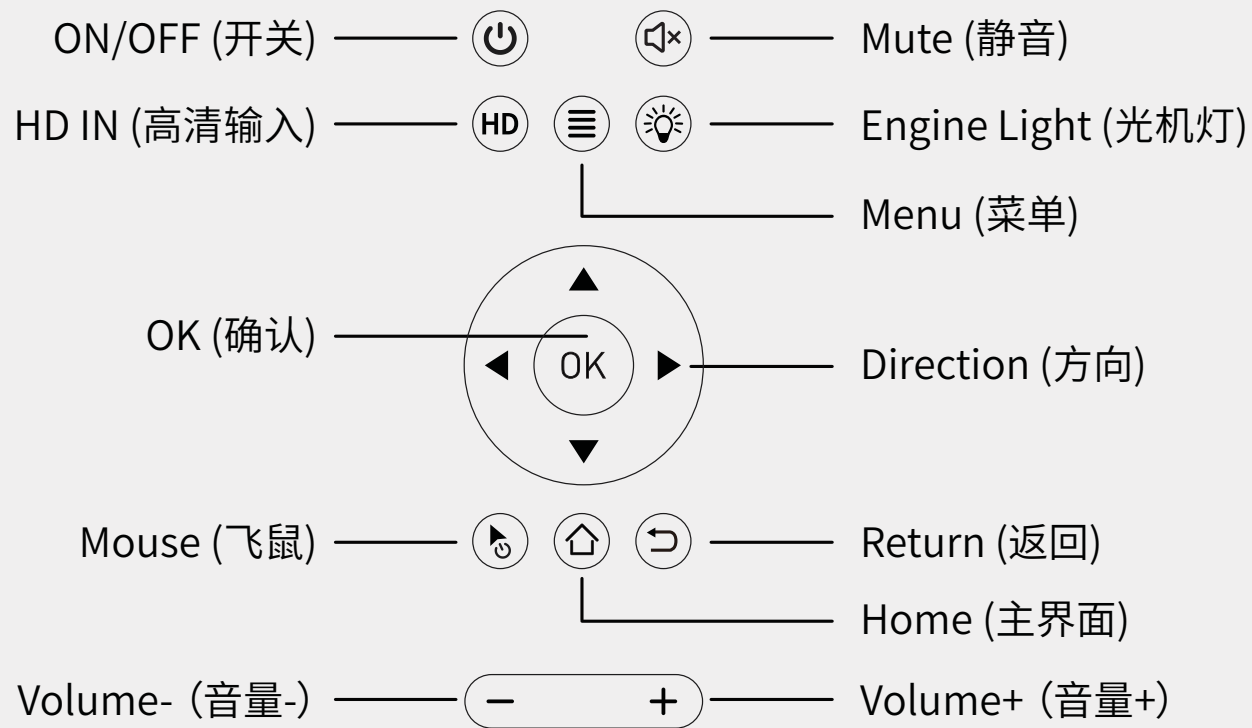 ON/OFF (开关)
Mute (静音)
HD IN (高清输入)
HD
Engine Light (光机灯)
Menu (菜单)
OK (确认)
OK
Direction (方向)
Mouse (飞鼠)
Return (返回)
Home (主界面)
Volume- (音量-)
- +
Volume+ (音量+)